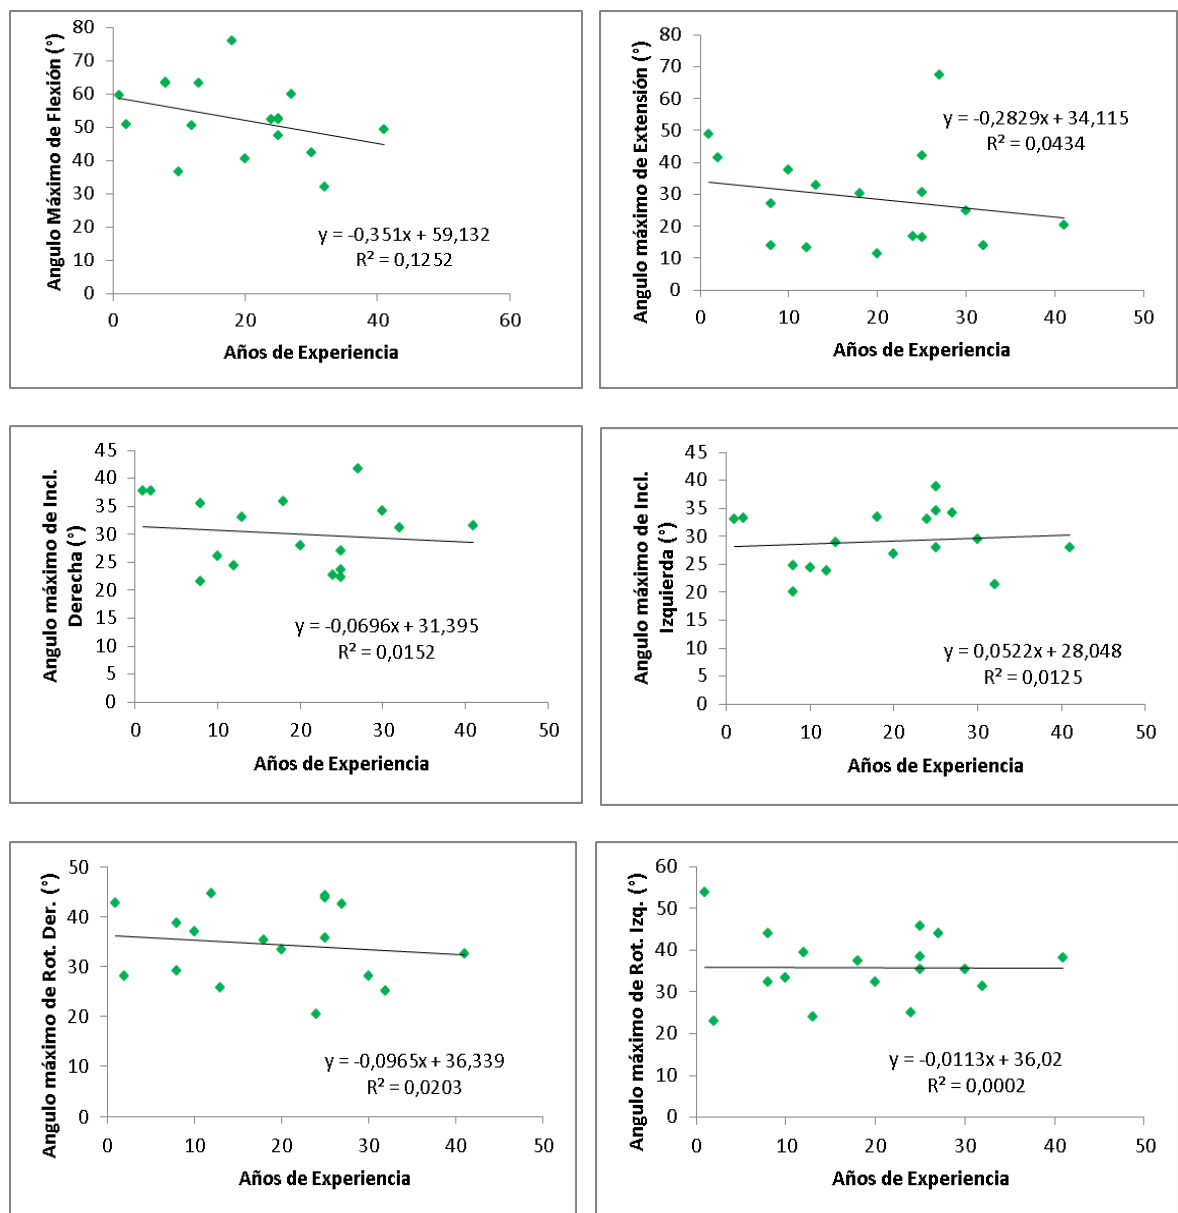 Angulo Máximo de Flexión (°)
80
70
60
50
40
30
20
10
0
y = -0,351x + 59,132
R² = 0,1252
0 20 40 60
Años de Experiencia
Angulo máximo de Extensión (°)
80
70
60
50
40
30
20
10
0
y = -0,2829x + 34,115
R² = 0,0434
0 10 20 30 40 50
Años de Experiencia
Angulo máximo de Incl.
Derecha (°)
45
40
35
30
25
20
15
10
5
0
y = -0,0696x + 31,395
R² = 0,0152
0 10 20 30 40 50
Años de Experiencia
Angulo máximo de Incl.
Izquierda (°)
45
40
35
30
25
20
15
10
5
0
y = 0,0522x + 28,048
R² = 0,0125
0 10 20 30 40 50
Años de Experiencia
Angulo máximo de Rot. Der. (°)
50
40
30
20
10
0
y = -0,0965x + 36,339
R² = 0,0203
0 10 20 30 40 50
Años de Experiencia
Angulo máximo de Rot. Izq. (°)
60
50
40
30
20
10
0
y = -0,0113x + 36,02
R² = 0,0002
0 10 20 30 40 50
Años de Experiencia